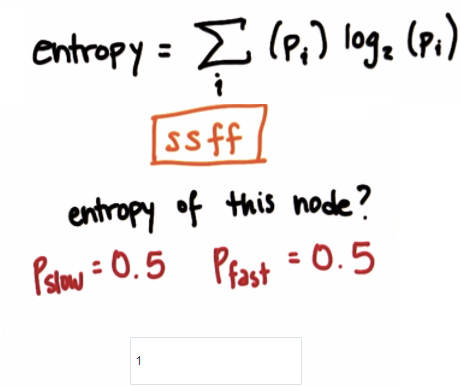 entropy = Σ (Pi) log₂ (Pi)
i
ssff
entropy of this node?
Pslow = 0.5 Pfast = 0.5
1